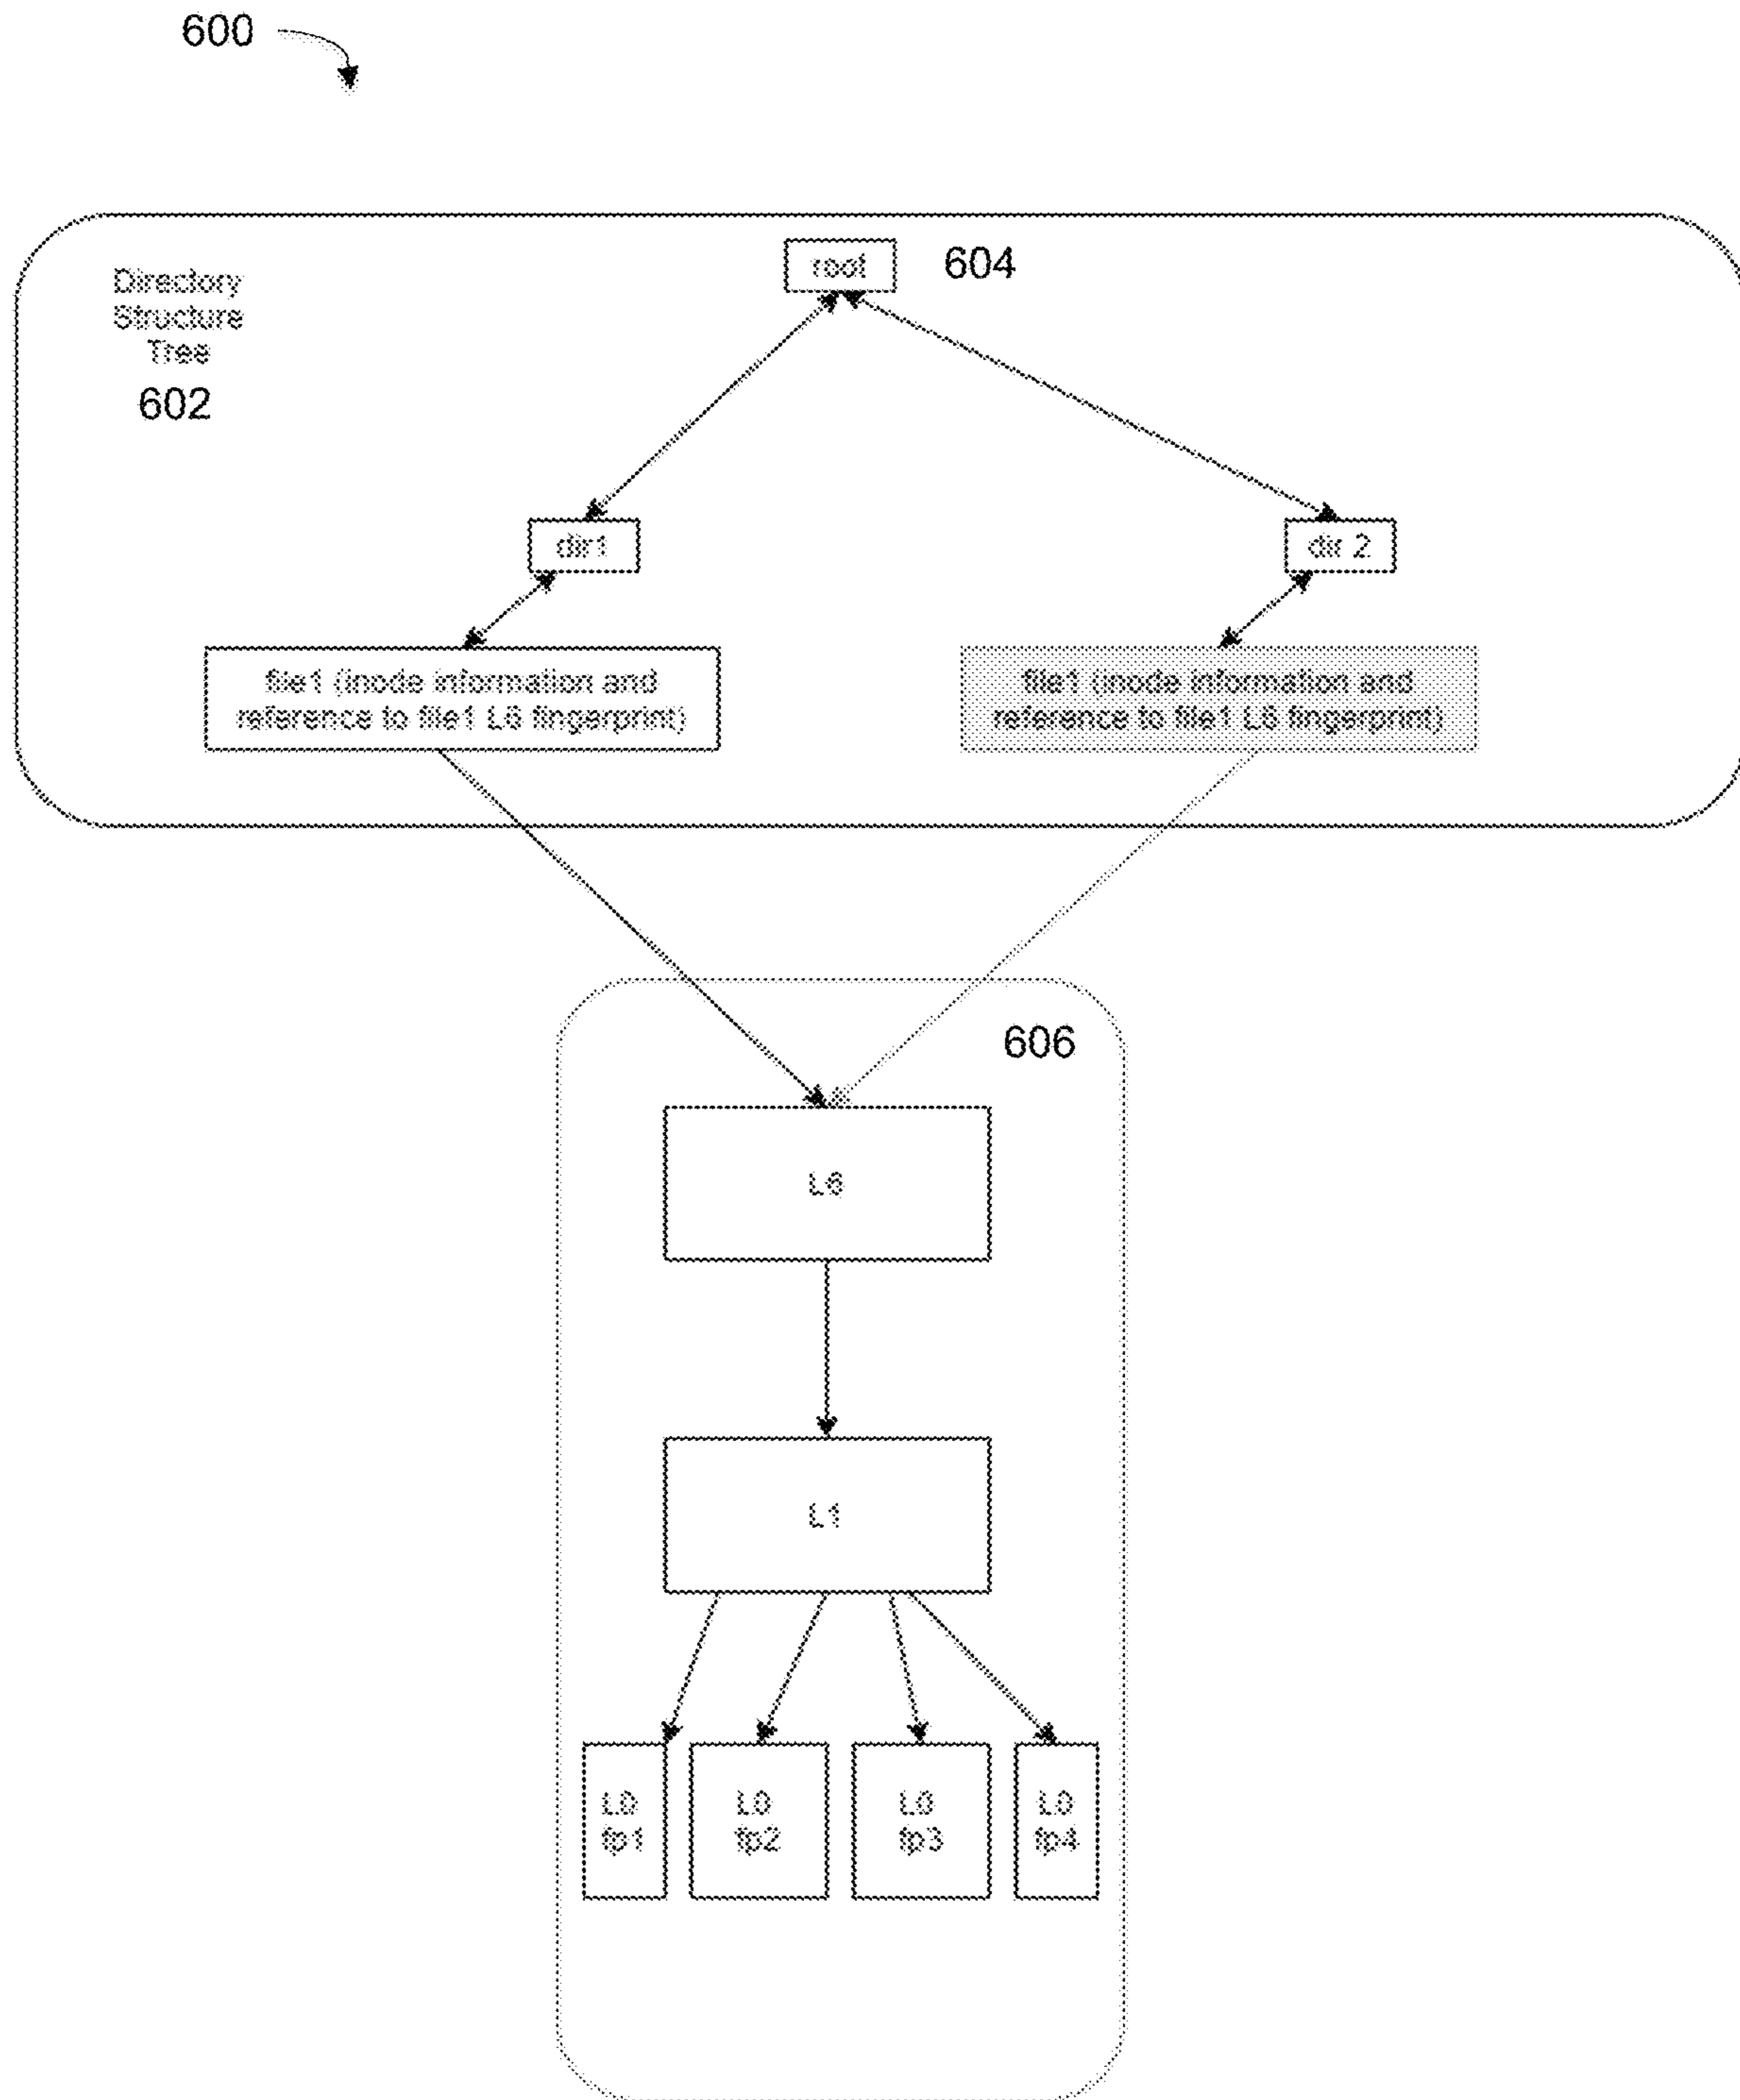 600
root
604
Directory
Structure
Tree
602
dir1
dir 2
file1 (inode information and
reference to file1 L6 fingerprint)
file1 (inode information and
reference to file1 L6 fingerprint)
606
L6
L1
L0
fp1
L0
fp2
L0
fp3
L0
fp4